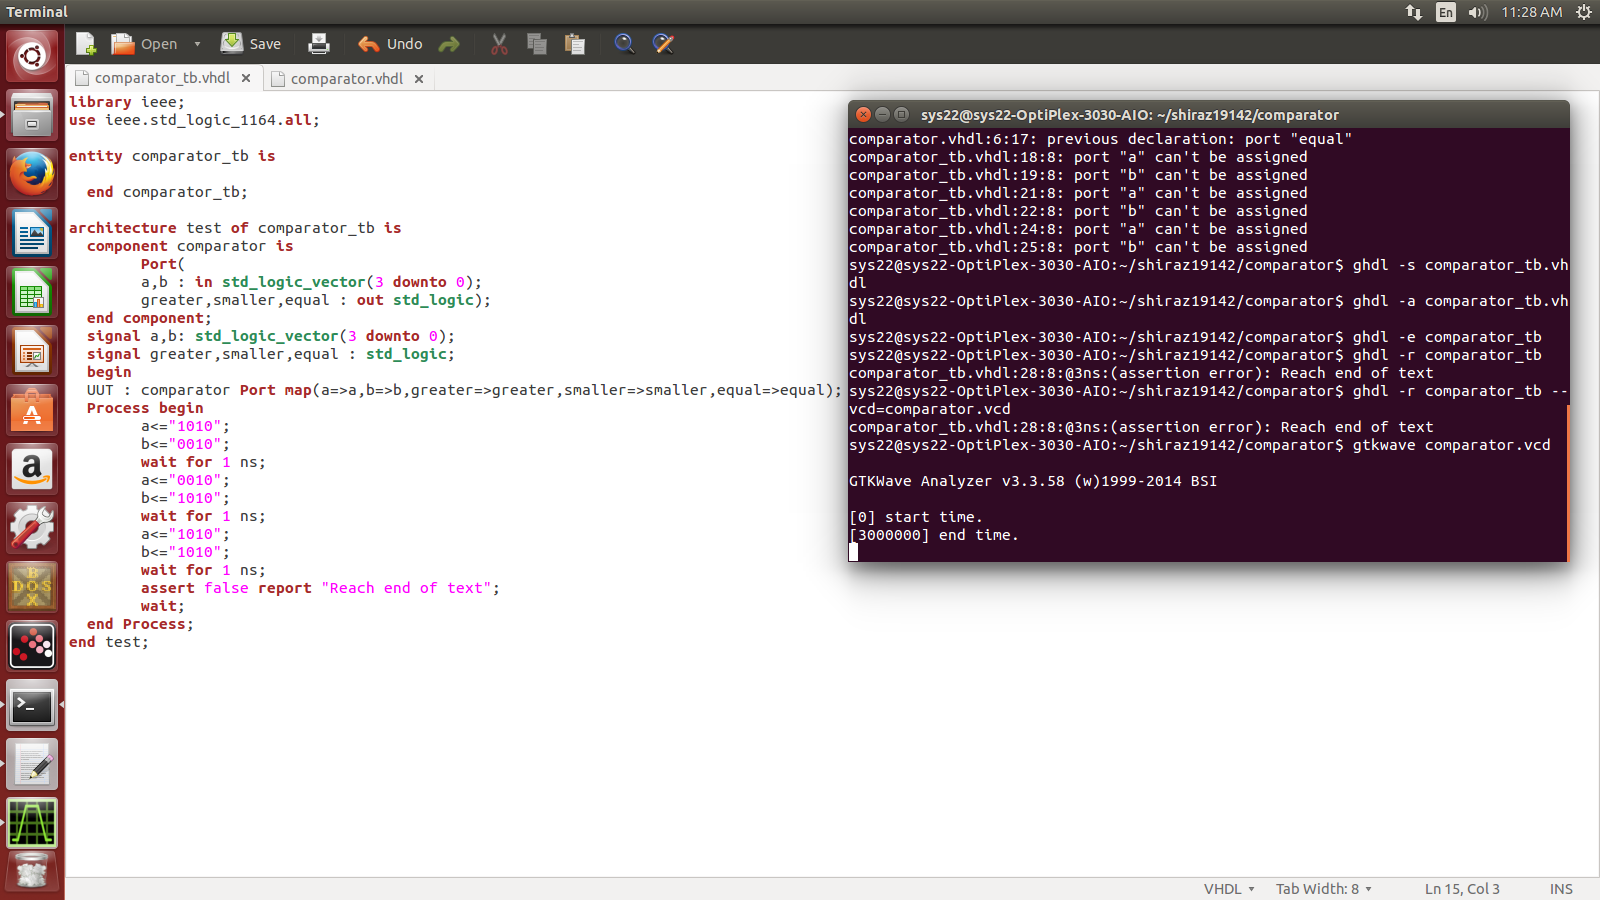 Terminal
En
11:28 AM
Open
Save
Undo
comparator_tb.vhdl ×
comparator.vhdl ×
library ieee;
use ieee.std_logic_1164.all;
entity comparator_tb is
end comparator_tb;
architecture test of comparator_tb is
component comparator is
Port(
a,b : in std_logic_vector(3 downto 0);
greater,smaller,equal : out std_logic);
end component;
signal a,b: std_logic_vector(3 downto 0);
signal greater,smaller,equal : std_logic;
begin
UUT : comparator Port map(a=>a,b=>b,greater=>greater,smaller=>smaller,equal=>equal);
Process begin
a<="1010";
b<="0010";
wait for 1 ns;
a<="0010";
b<="1010";
wait for 1 ns;
a<="1010";
b<="1010";
wait for 1 ns;
assert false report "Reach end of text";
wait;
end Process;
end test;
sys22@sys22-OptiPlex-3030-AIO: ~/shiraz19142/comparator
comparator.vhdl:6:17: previous declaration: port "equal"
comparator_tb.vhdl:18:8: port "a" can't be assigned
comparator_tb.vhdl:19:8: port "b" can't be assigned
comparator_tb.vhdl:21:8: port "a" can't be assigned
comparator_tb.vhdl:22:8: port "b" can't be assigned
comparator_tb.vhdl:24:8: port "a" can't be assigned
comparator_tb.vhdl:25:8: port "b" can't be assigned
sys22@sys22-OptiPlex-3030-AIO:~/shiraz19142/comparator$ ghdl -s comparator_tb.vh
dl
sys22@sys22-OptiPlex-3030-AIO:~/shiraz19142/comparator$ ghdl -a comparator_tb.vh
dl
sys22@sys22-OptiPlex-3030-AIO:~/shiraz19142/comparator$ ghdl -e comparator_tb
sys22@sys22-OptiPlex-3030-AIO:~/shiraz19142/comparator$ ghdl -r comparator_tb
comparator_tb.vhdl:28:8:@3ns:(assertion error): Reach end of text
sys22@sys22-OptiPlex-3030-AIO:~/shiraz19142/comparator$ ghdl -r comparator_tb --
vcd=comparator.vcd
comparator_tb.vhdl:28:8:@3ns:(assertion error): Reach end of text
sys22@sys22-OptiPlex-3030-AIO:~/shiraz19142/comparator$ gtkwave comparator.vcd
GTKWave Analyzer v3.3.58 (w)1999-2014 BSI
[0] start time.
[3000000] end time.
a
DOS
BOX
VHDL
Tab Width: 8
Ln 15, Col 3
INS